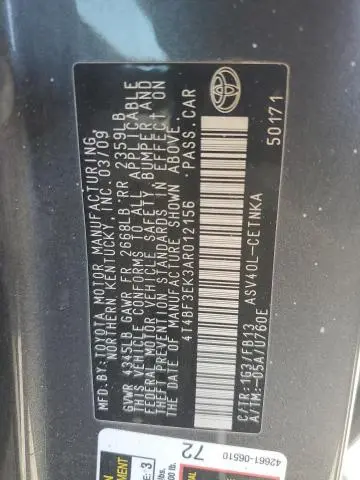 MFD. BY: TOYOTA MOTOR MANUFACTURING,
NORTHERN KENTUCKY, INC. 03/09
GVWR 4345LB GAWR FR 2668LB RR 2359LB
THIS VEHICLE CONFORMS TO ALL APPLICABLE
FEDERAL MOTOR VEHICLE SAFETY, BUMPER, AND
THEFT PREVENTION STANDARDS IN EFFECT ON
THE DATE OF MANUFACTURE SHOWN ABOVE.
4T4BF3EK3AR012156 PASS. CAR
C/TR:1G3/FB13 ASV40L-CETNKA
A/TM:-05A/U760E 50171
42661-06510
72